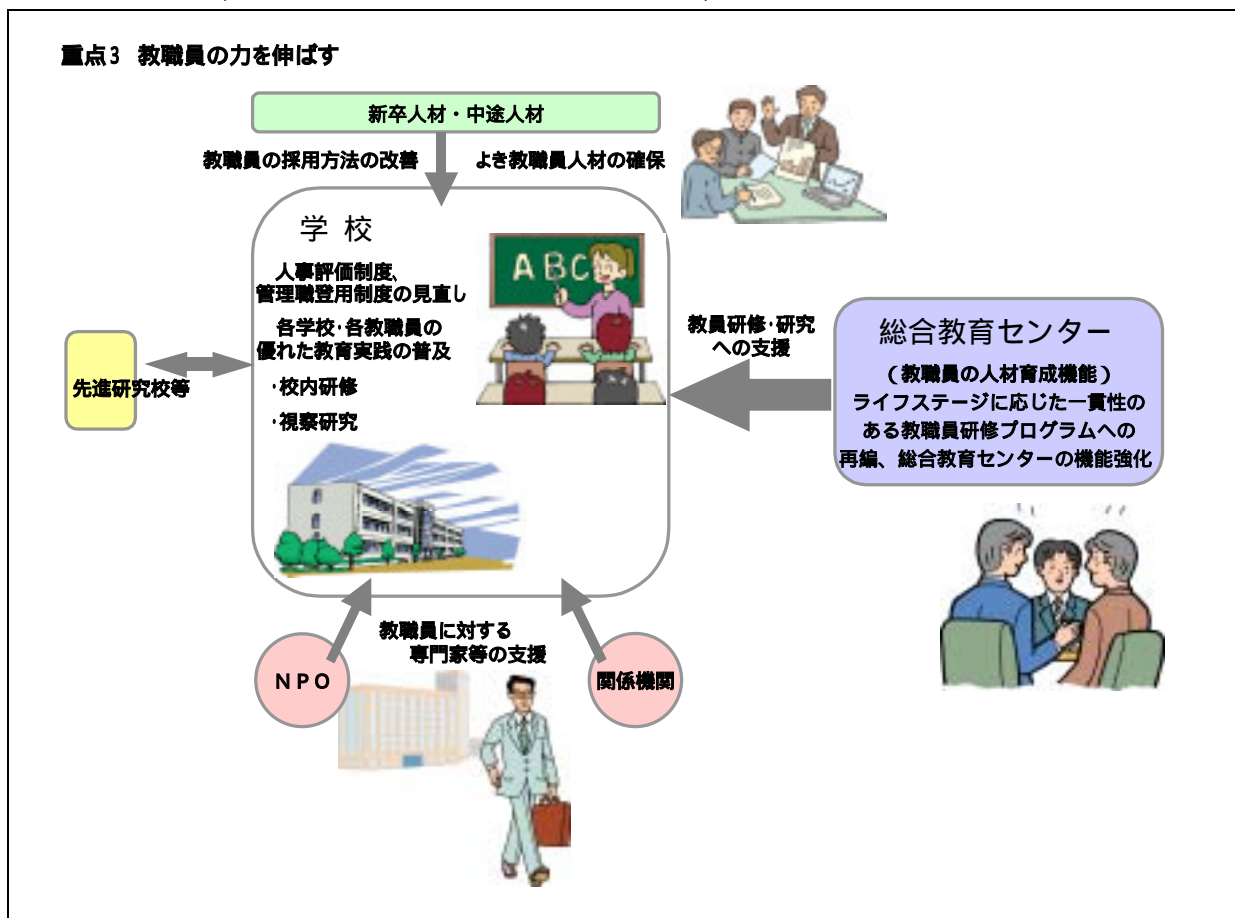 重点3 教職員の力を伸ばす
新卒人材・中途人材
教職員の採用方法の改善
よき教職員人材の確保
学 校
人事評価制度、
管理職登用制度の見直し
各学校・各教職員の
優れた教育実践の普及
・校内研修
・視察研究
ABC
先進研究校等
教員研修・研究
への支援
総合教育センター
(教職員の人材育成機能)
ライフステージに応じた一貫性の
ある教職員研修プログラムへの
再編、総合教育センターの機能強化
教職員に対する
専門家等の支援
NPO
関係機関